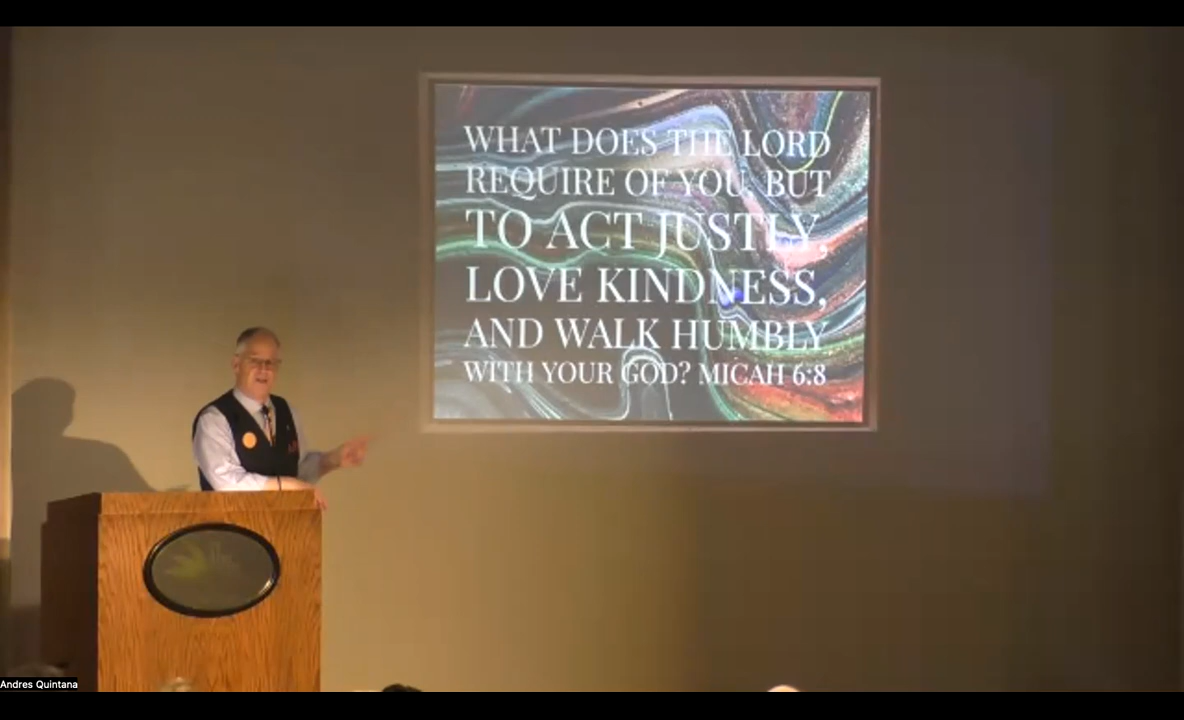 WHAT DOES THE LORD
REQUIRE OF YOU, BUT
TO ACT JUSTLY,
LOVE KINDNESS,
AND WALK HUMBLY
WITH YOUR GOD? MICAH 6:8
Andres Quintana